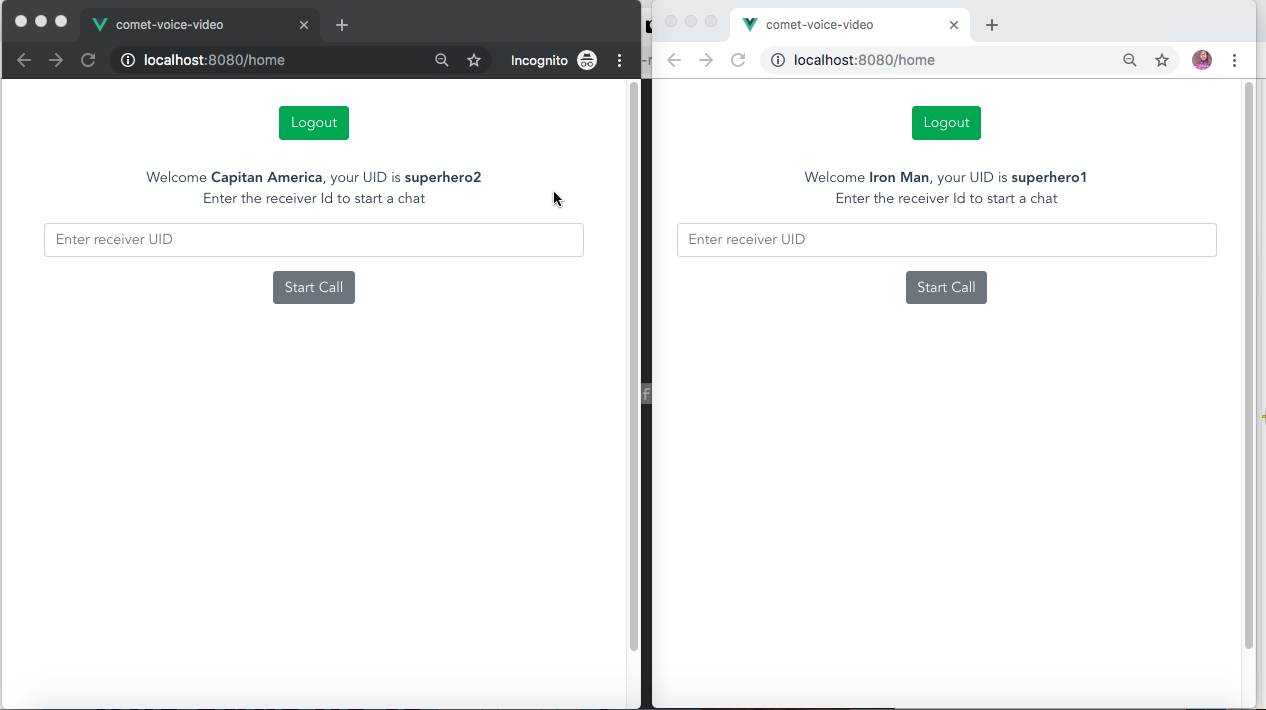 comet-voice-video
localhost:8080/home
Incognito
Logout
Welcome Capitan America, your UID is superhero2
Enter the receiver Id to start a chat
Enter receiver UID
Start Call
comet-voice-video
localhost:8080/home
Logout
Welcome Iron Man, your UID is superhero1
Enter the receiver Id to start a chat
Enter receiver UID
Start Call